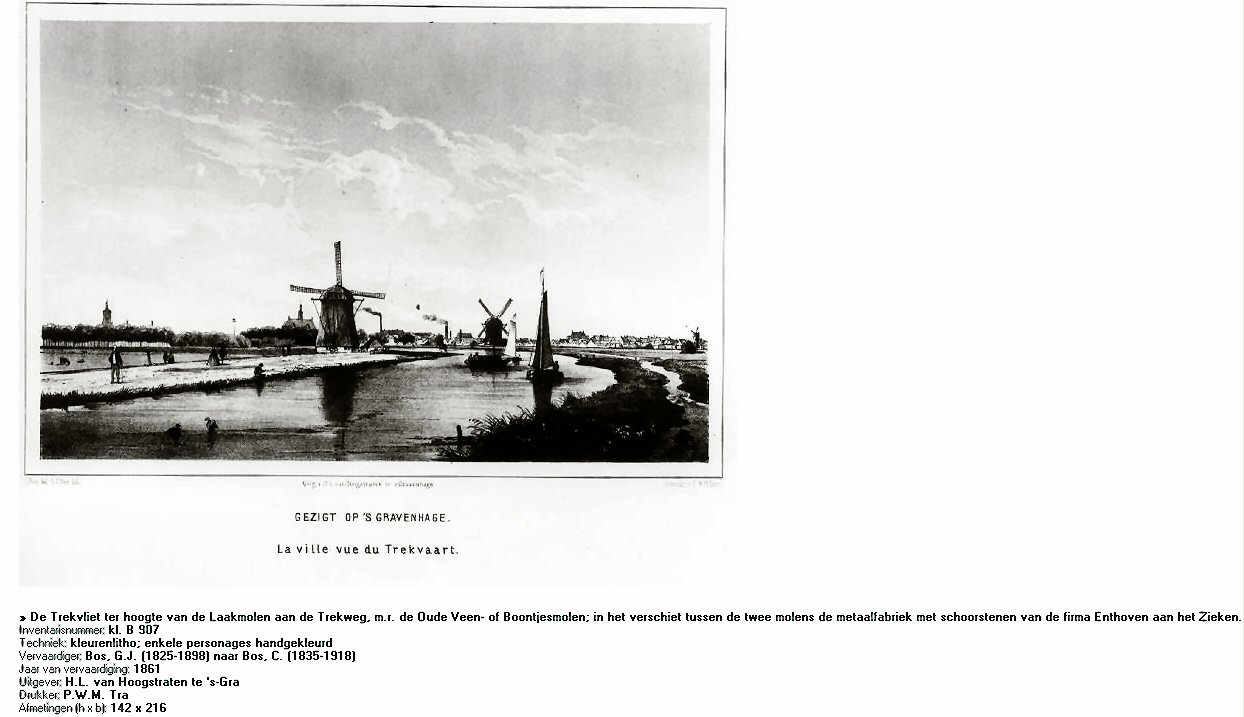 GEZIGT OP 'S GRAVENHAGE.
La ville vue du Trekvaart.
» De Trekvliet ter hoogte van de Laakmolen aan de Trekweg, m.r. de Oude Veen- of Boontjesmolen; in het verschiet tussen de twee molens de metaalfabriek met schoorstenen van de firma Enthoven aan het Zieken.
Inventarisnummer: kl. B 907
Techniek: kleurenlitho; enkele personages handgekleurd
Vervaardiger: Bos, G.J. (1825-1898) naar Bos, C. (1835-1918)
Jaar van vervaardiging: 1861
Uitgever: H.L. van Hoogstraten te 's-Gra
Drukker: P.W.M. Tra
Afmetingen (h x b): 142 x 216